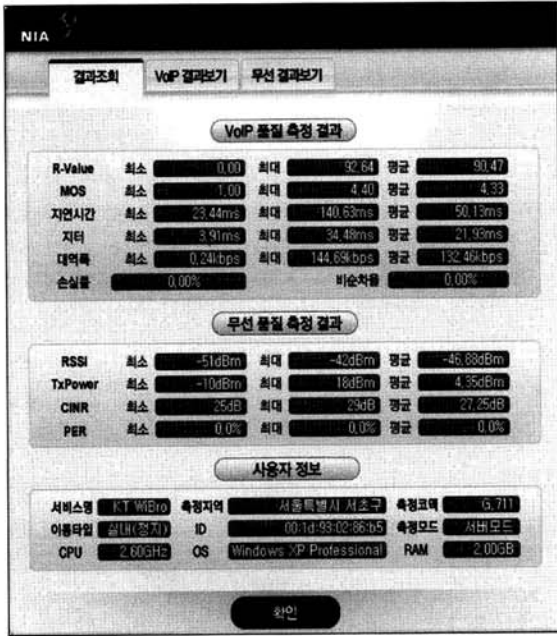 NIA
결과조회 VoIP 결과보기 무선 결과보기
VoIP 품질 측정 결과
R-Value 최소 0,00 최대 92,64 평균 90,47
MOS 최소 1,00 최대 4,40 평균 4,33
지연시간 최소 23,44ms 최대 140,63ms 평균 50,13ms
지터 최소 3,91ms 최대 34,48ms 평균 21,93ms
대역폭 최소 0,24kbps 최대 144,69kbps 평균 132,46kbps
손실률 0,00% 비순차율 0,00%
무선 품질 측정 결과
RSSI 최소 -51dBm 최대 -42dBm 평균 -46,88dBm
TxPower 최소 -10dBm 최대 18dBm 평균 4,35dBm
CINR 최소 25dB 최대 29dB 평균 27,25dB
PER 최소 0,0% 최대 0,0% 평균 0,0%
사용자 정보
서비스명 KT WiBro 측정지역 서울특별시 서초구 측정코덱 G,711
이동타입 실내(정지) ID 00:1d:93:02:86:b5 측정모드 서버모드
CPU 2,60GHz OS Windows XP Professional RAM 2,00GB
확인